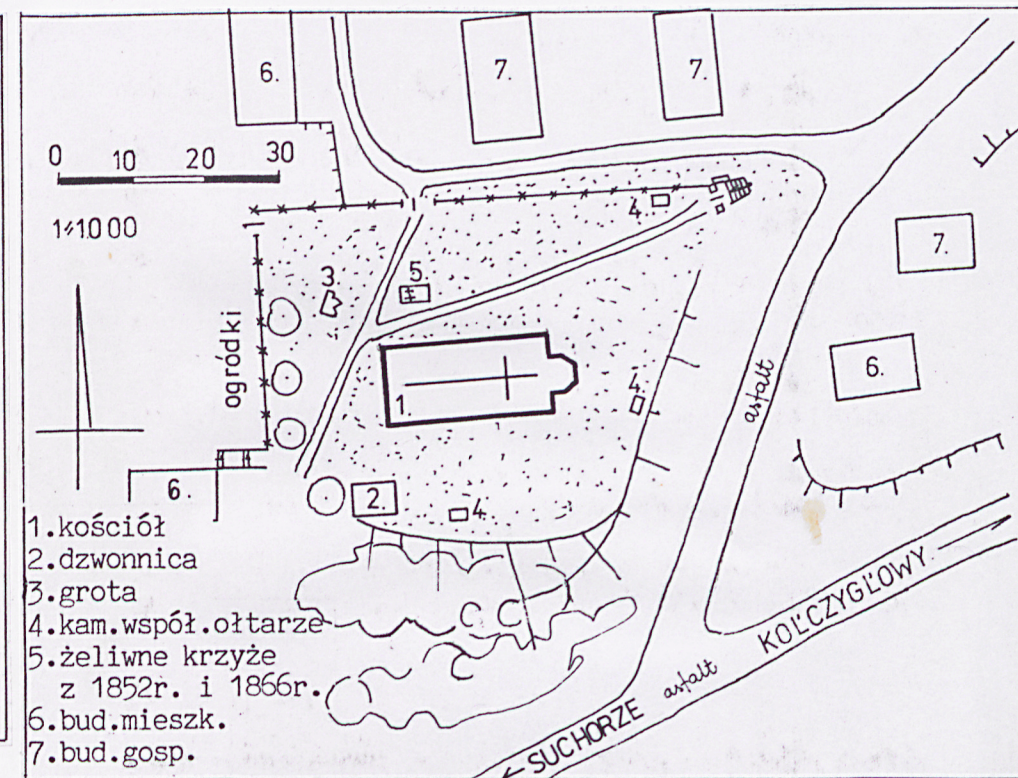 6.
7.
7.
0 10 20 30
1:1000
4
7.
3.
5.
ogródki
asfalt
6.
4.
1.
6.
2.
4.
1.kościół
2.dzwonnica
3.grota
4.kam.współ.ołtarze
5.żeliwne krzyże
z 1852r. i 1866r.
6.bud.mieszk.
7.bud.gosp.
KOŁCZYGŁOWY
asfalt
SUCHORZE